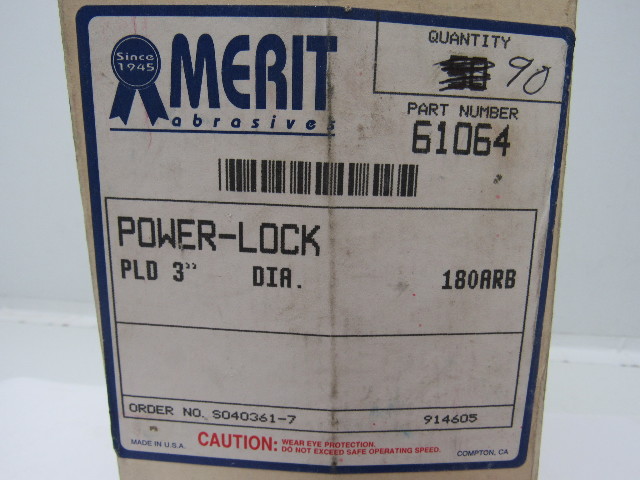 Since
1945
MERIT
abrasives
QUANTITY
90
PART NUMBER
61064
POWER-LOCK
PLD 3" DIA. 180ARB
ORDER NO. S040361-7 914605
MADE IN U.S.A. CAUTION: WEAR EYE PROTECTION.
DO NOT EXCEED SAFE OPERATING SPEED. COMPTON, CA